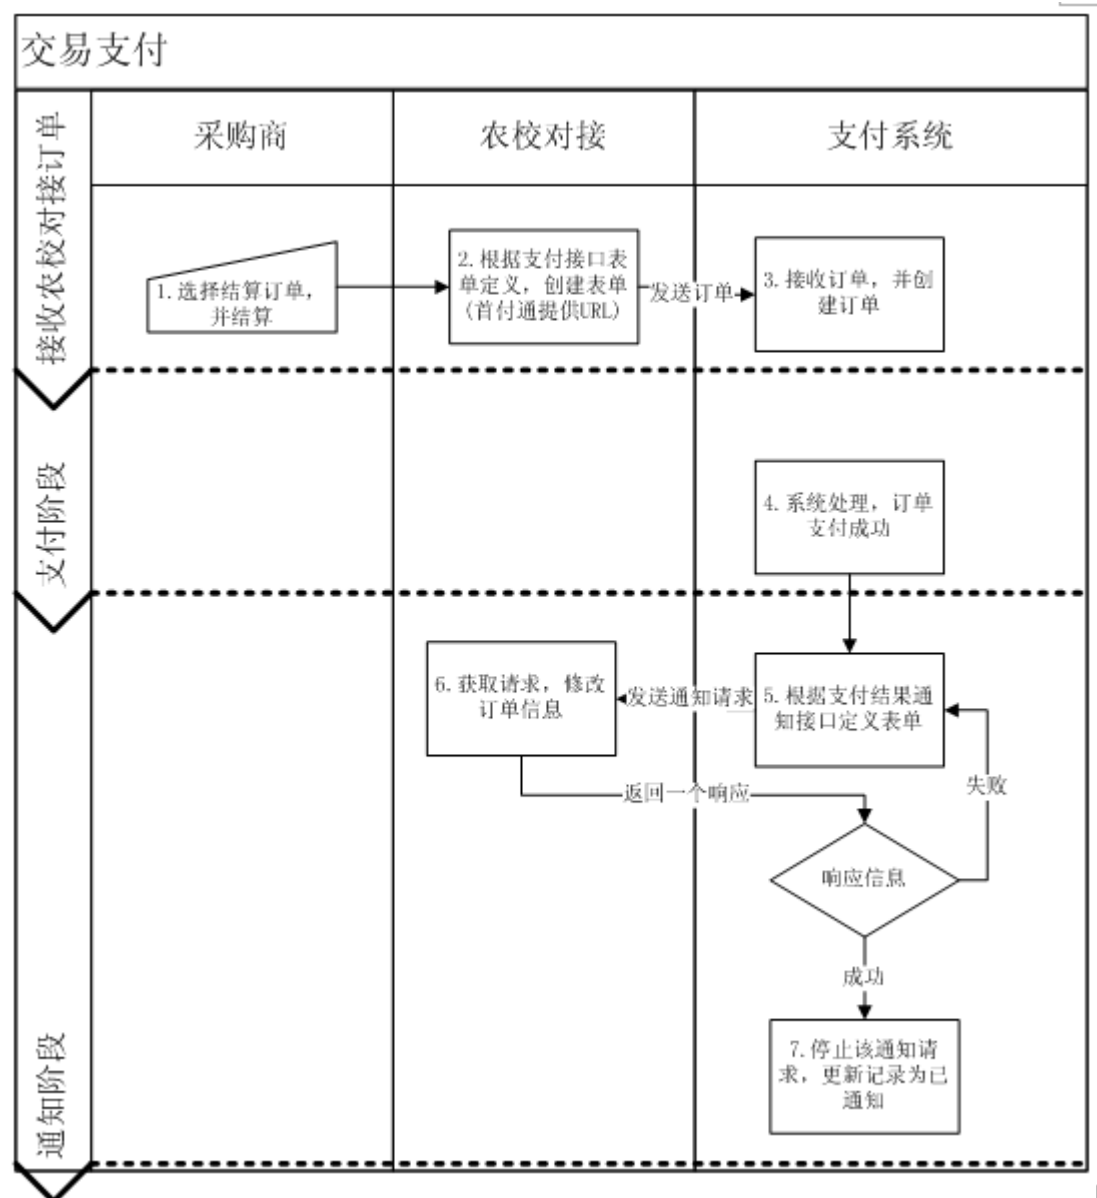 交易支付
采购商
农校对接
支付系统
接收农校对接订单
1.选择结算订单，
并结算
2.根据支付接口表
单定义，创建表单
(首付通提供URL)
发送订单
3.接收订单，并创
建订单
支付阶段
4.系统处理，订单
支付成功
通知阶段
6.获取请求，修改
订单信息
发送通知请求
5.根据支付结果通
知接口定义表单
返回一个响应
失败
响应信息
成功
7.停止该通知请
求，更新记录为已
通知